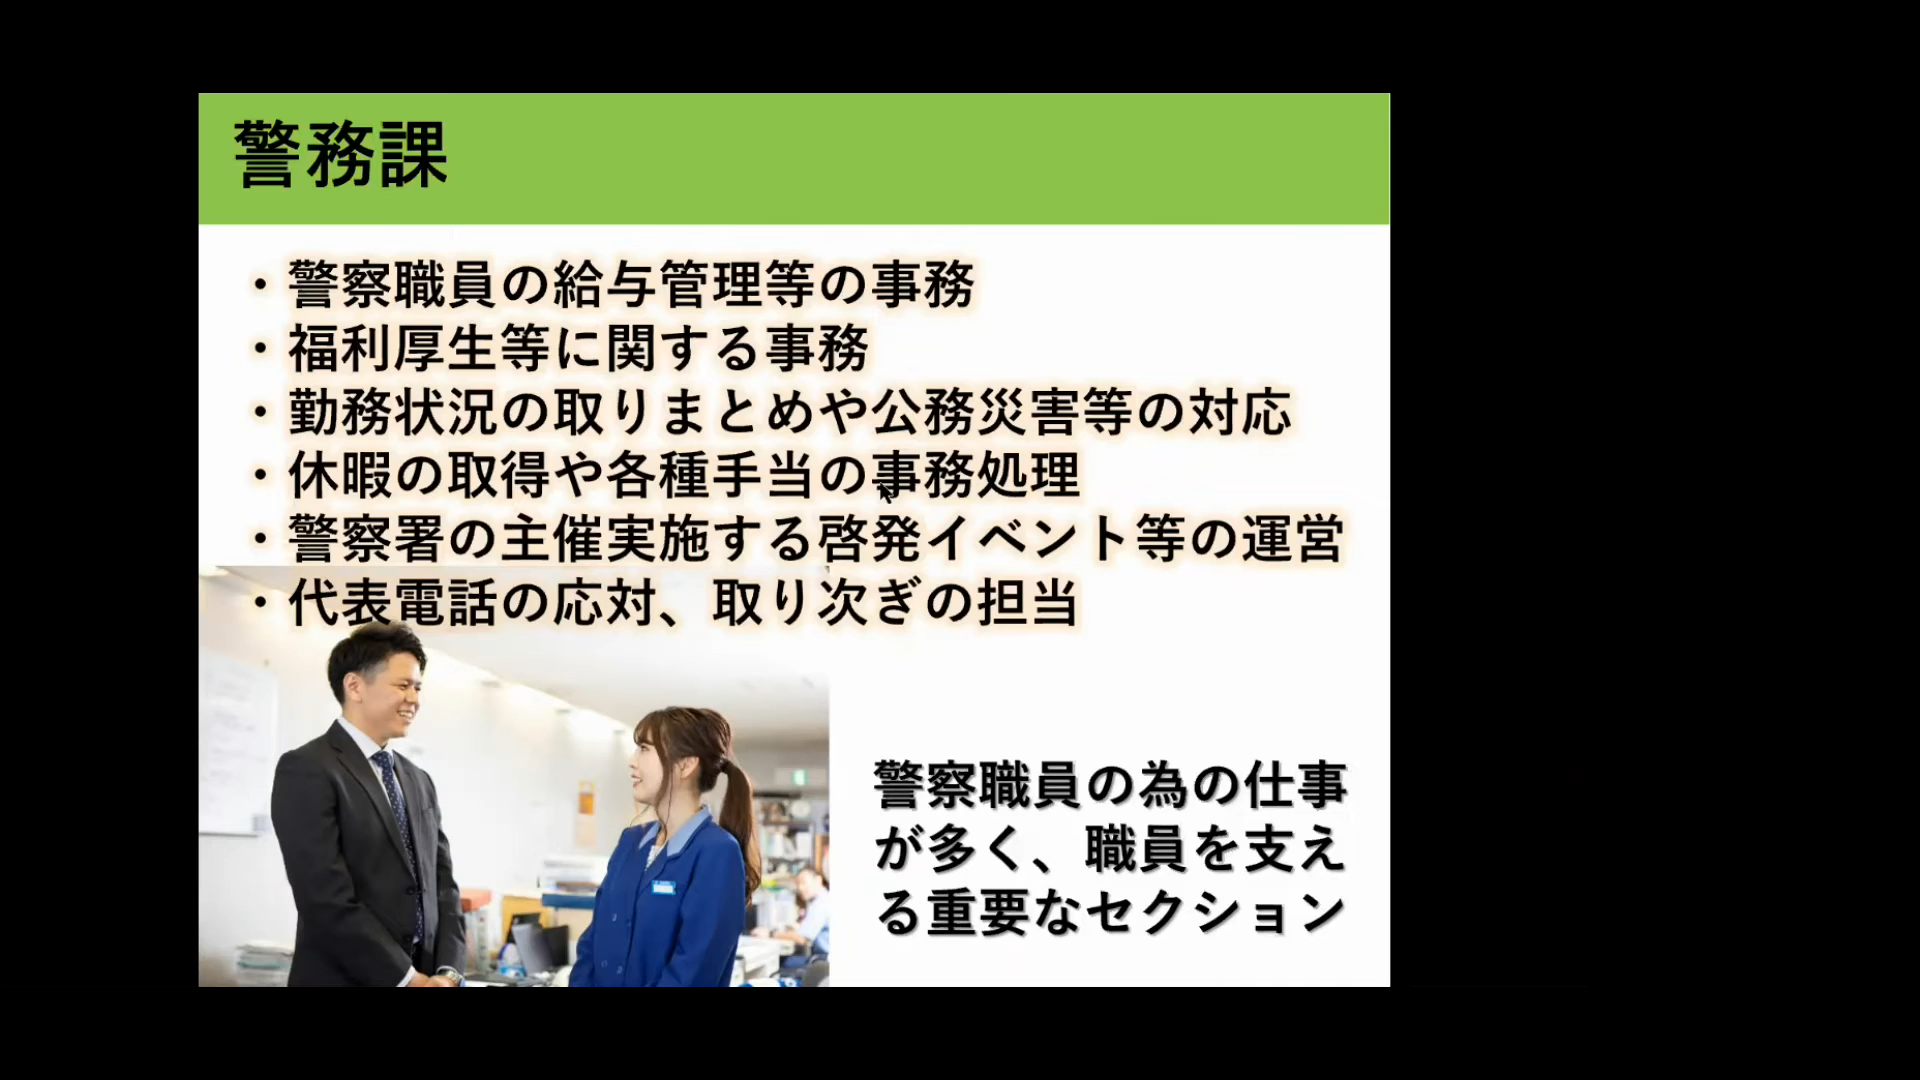 警務課
・警察職員の給与管理等の事務
・福利厚生等に関する事務
・勤務状況の取りまとめや公務災害等の対応
・休暇の取得や各種手当の事務処理
・警察署の主催実施する啓発イベント等の運営
・代表電話の応対、取り次ぎの担当
警察職員の為の仕事
が多く、職員を支え
る重要なセクション